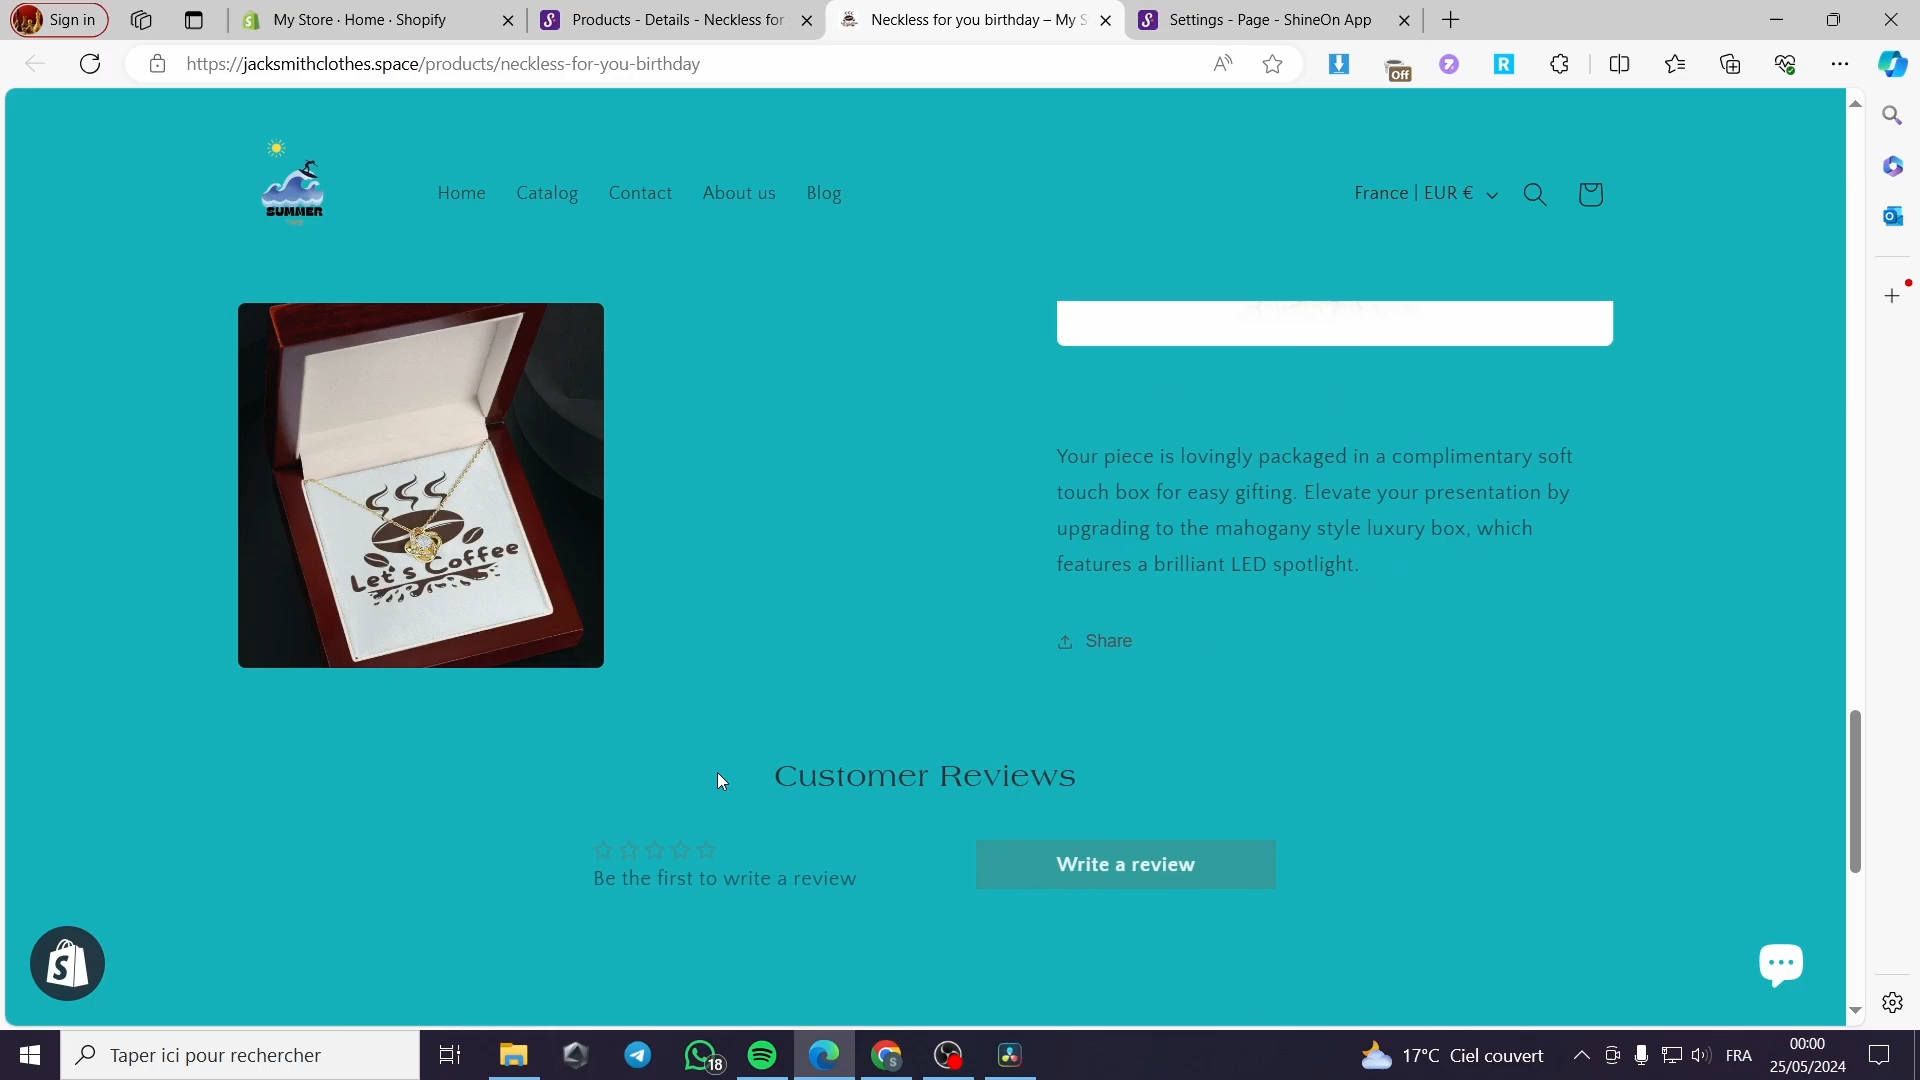 Sign in
My Store · Home · Shopify
Products - Details - Neckless for
Neckless for you birthday – My S
Settings - Page - ShineOn App
https://jacksmithclothes.space/products/neckless-for-you-birthday
Off
SUMMER
Home
Catalog
Contact
About us
Blog
France | EUR €
Let's Coffee
Your piece is lovingly packaged in a complimentary soft
touch box for easy gifting. Elevate your presentation by
upgrading to the mahogany style luxury box, which
features a brilliant LED spotlight.
Share
Customer Reviews
Be the first to write a review
Write a review
Taper ici pour rechercher
18
17°C Ciel couvert
FRA
00:00
25/05/2024